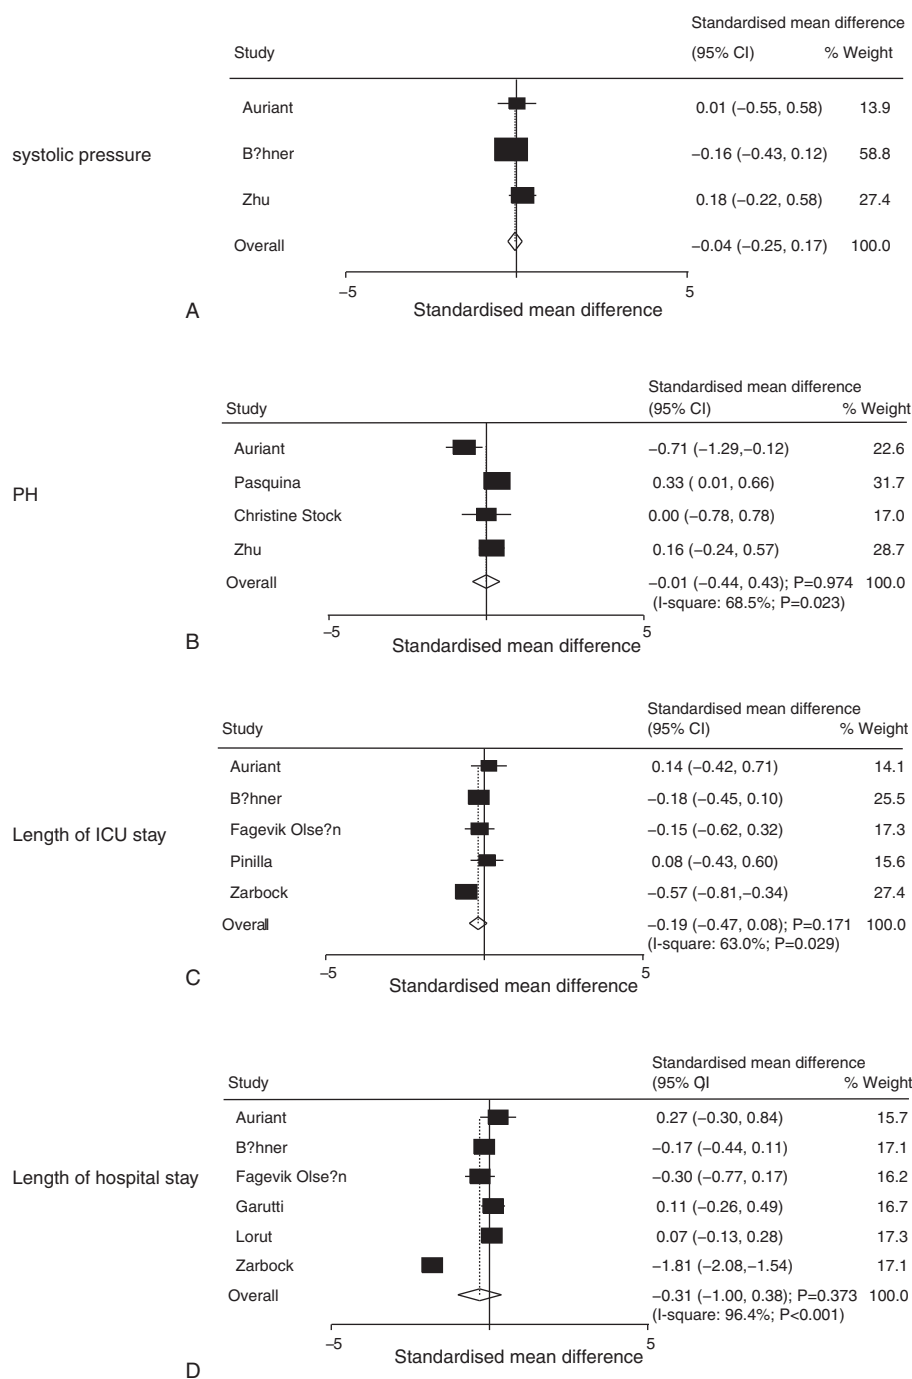 Standardised mean difference
Study (95% CI) % Weight
Auriant 0.01 (−0.55, 0.58) 13.9
systolic pressure B?hner −0.16 (−0.43, 0.12) 58.8
Zhu 0.18 (−0.22, 0.58) 27.4
Overall −0.04 (−0.25, 0.17) 100.0
−5 5
A Standardised mean difference
Standardised mean difference
Study (95% CI) % Weight
Auriant −0.71 (−1.29,−0.12) 22.6
PH Pasquina 0.33 ( 0.01, 0.66) 31.7
Christine Stock 0.00 (−0.78, 0.78) 17.0
Zhu 0.16 (−0.24, 0.57) 28.7
Overall −0.01 (−0.44, 0.43); P=0.974 100.0
(I-square: 68.5%; P=0.023)
−5 5
B Standardised mean difference
Standardised mean difference
Study (95% CI) % Weight
Auriant 0.14 (−0.42, 0.71) 14.1
B?hner −0.18 (−0.45, 0.10) 25.5
Length of ICU stay Fagevik Olse?n −0.15 (−0.62, 0.32) 17.3
Pinilla 0.08 (−0.43, 0.60) 15.6
Zarbock −0.57 (−0.81,−0.34) 27.4
Overall −0.19 (−0.47, 0.08); P=0.171 100.0
(I-square: 63.0%; P=0.029)
−5 5
C Standardised mean difference
Standardised mean difference
Study (95% CI) % Weight
Auriant 0.27 (−0.30, 0.84) 15.7
B?hner −0.17 (−0.44, 0.11) 17.1
Length of hospital stay Fagevik Olse?n −0.30 (−0.77, 0.17) 16.2
Garutti 0.11 (−0.26, 0.49) 16.7
Lorut 0.07 (−0.13, 0.28) 17.3
Zarbock −1.81 (−2.08,−1.54) 17.1
Overall −0.31 (−1.00, 0.38); P=0.373 100.0
(I-square: 96.4%; P<0.001)
−5 5
D Standardised mean difference